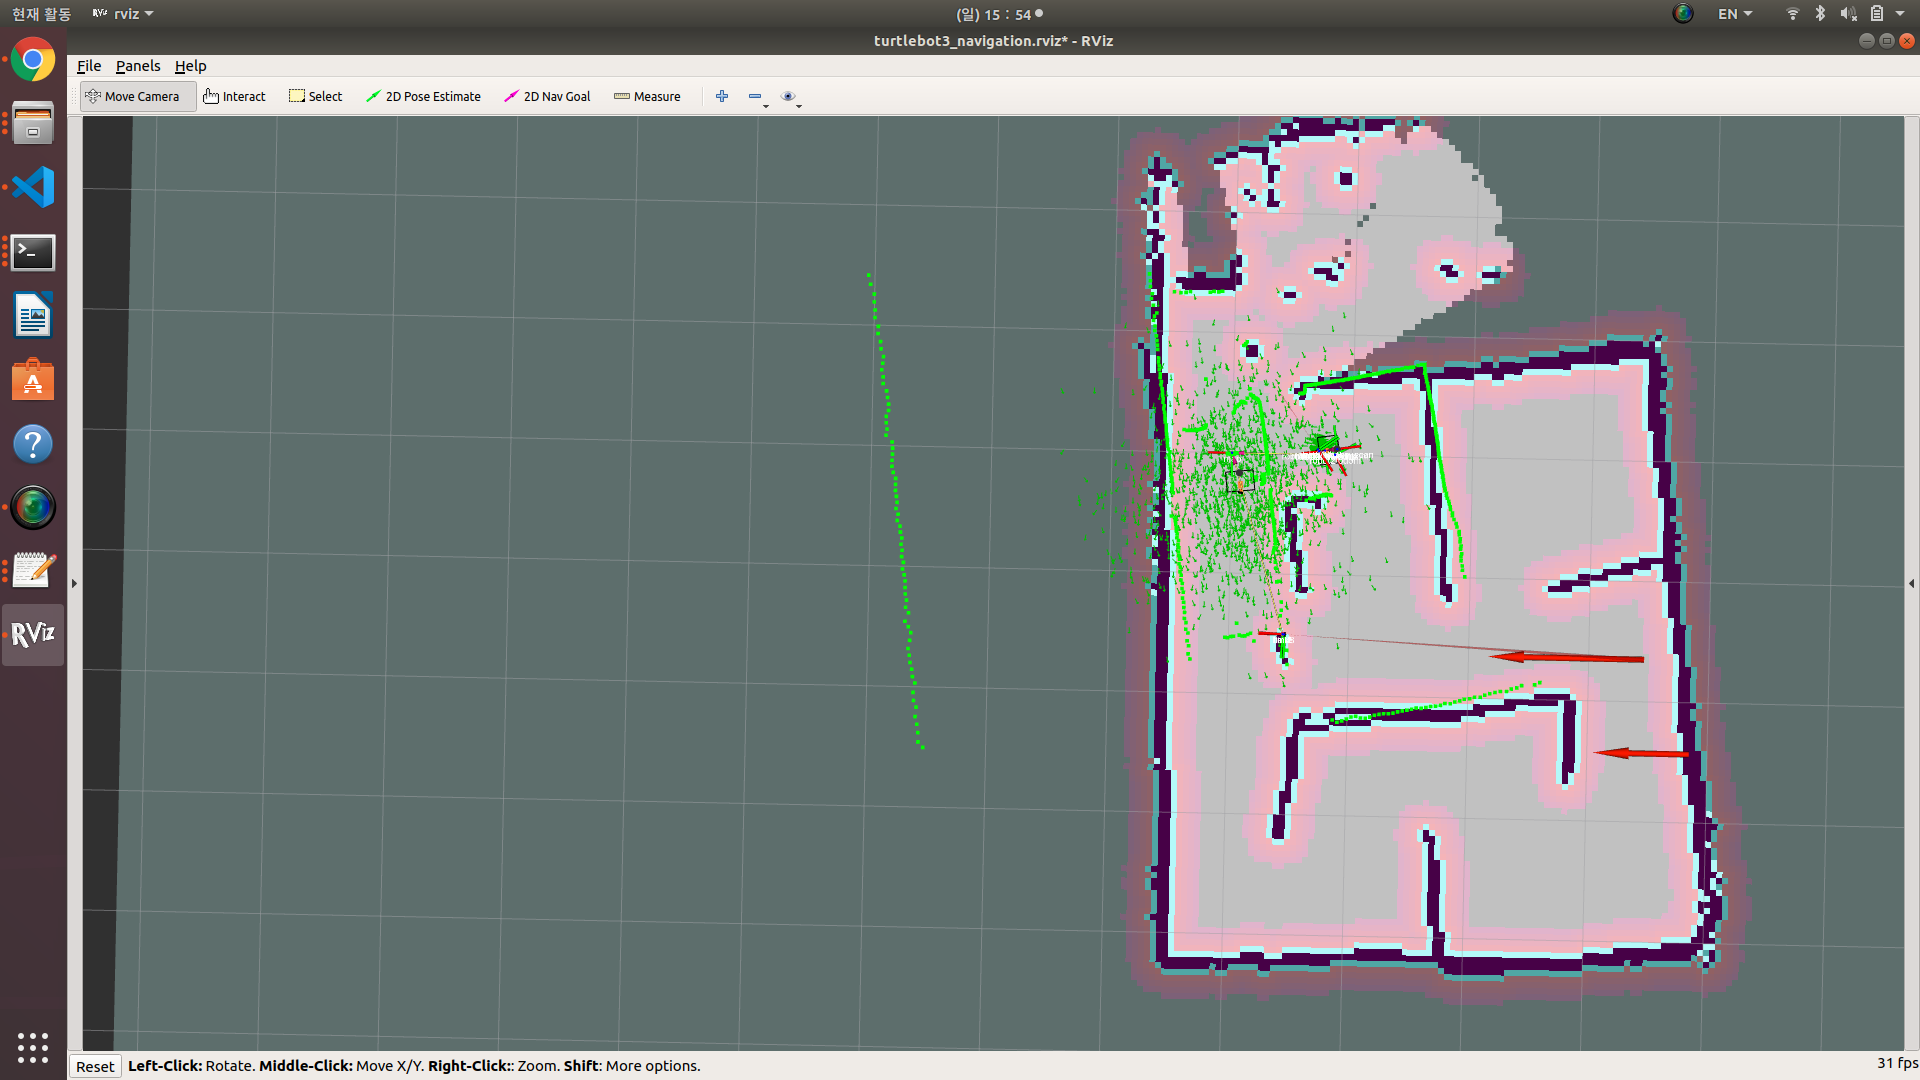 현재 활동
RViz rviz
(일) 15 : 54
EN
turtlebot3_navigation.rviz* - RViz
File Panels Help
Move Camera Interact Select 2D Pose Estimate 2D Nav Goal Measure
RViz
Reset Left-Click: Rotate. Middle-Click: Move X/Y. Right-Click:: Zoom. Shift: More options.
31 fps